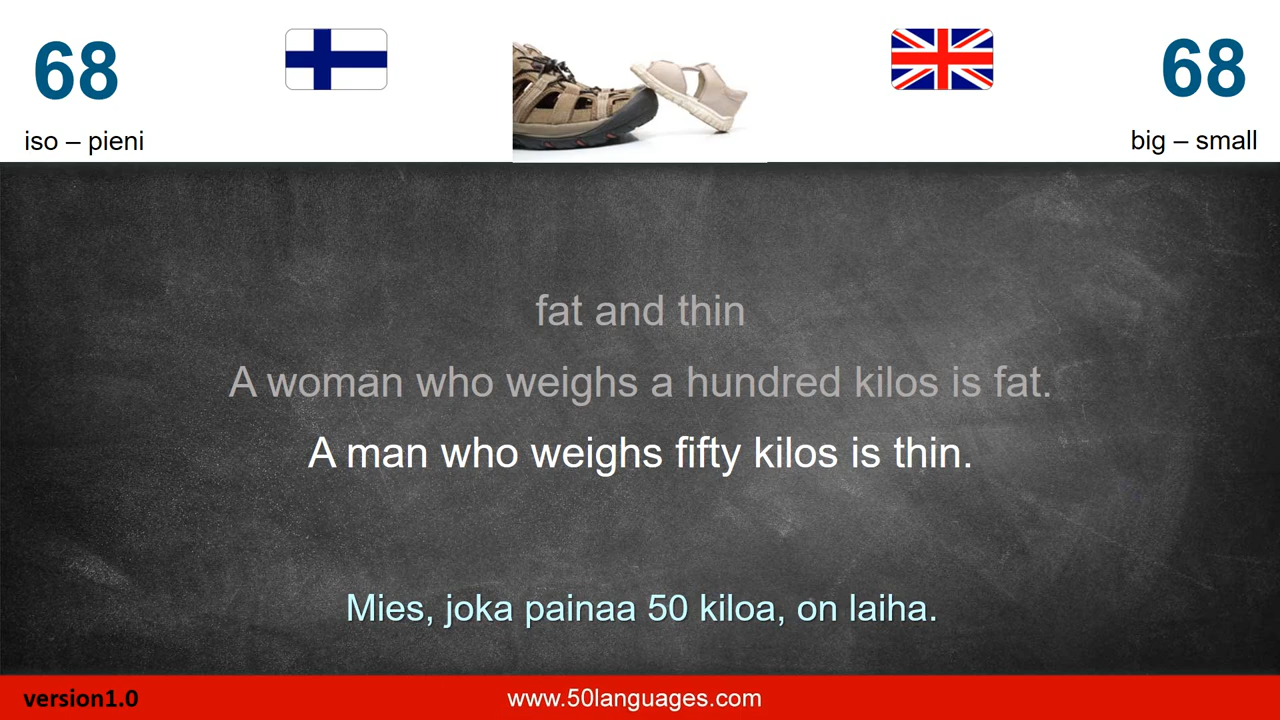 68
68
iso – pieni
big – small
fat and thin
A woman who weighs a hundred kilos is fat.
A man who weighs fifty kilos is thin.
Mies, joka painaa 50 kiloa, on laiha.
version1.0
www.50languages.com